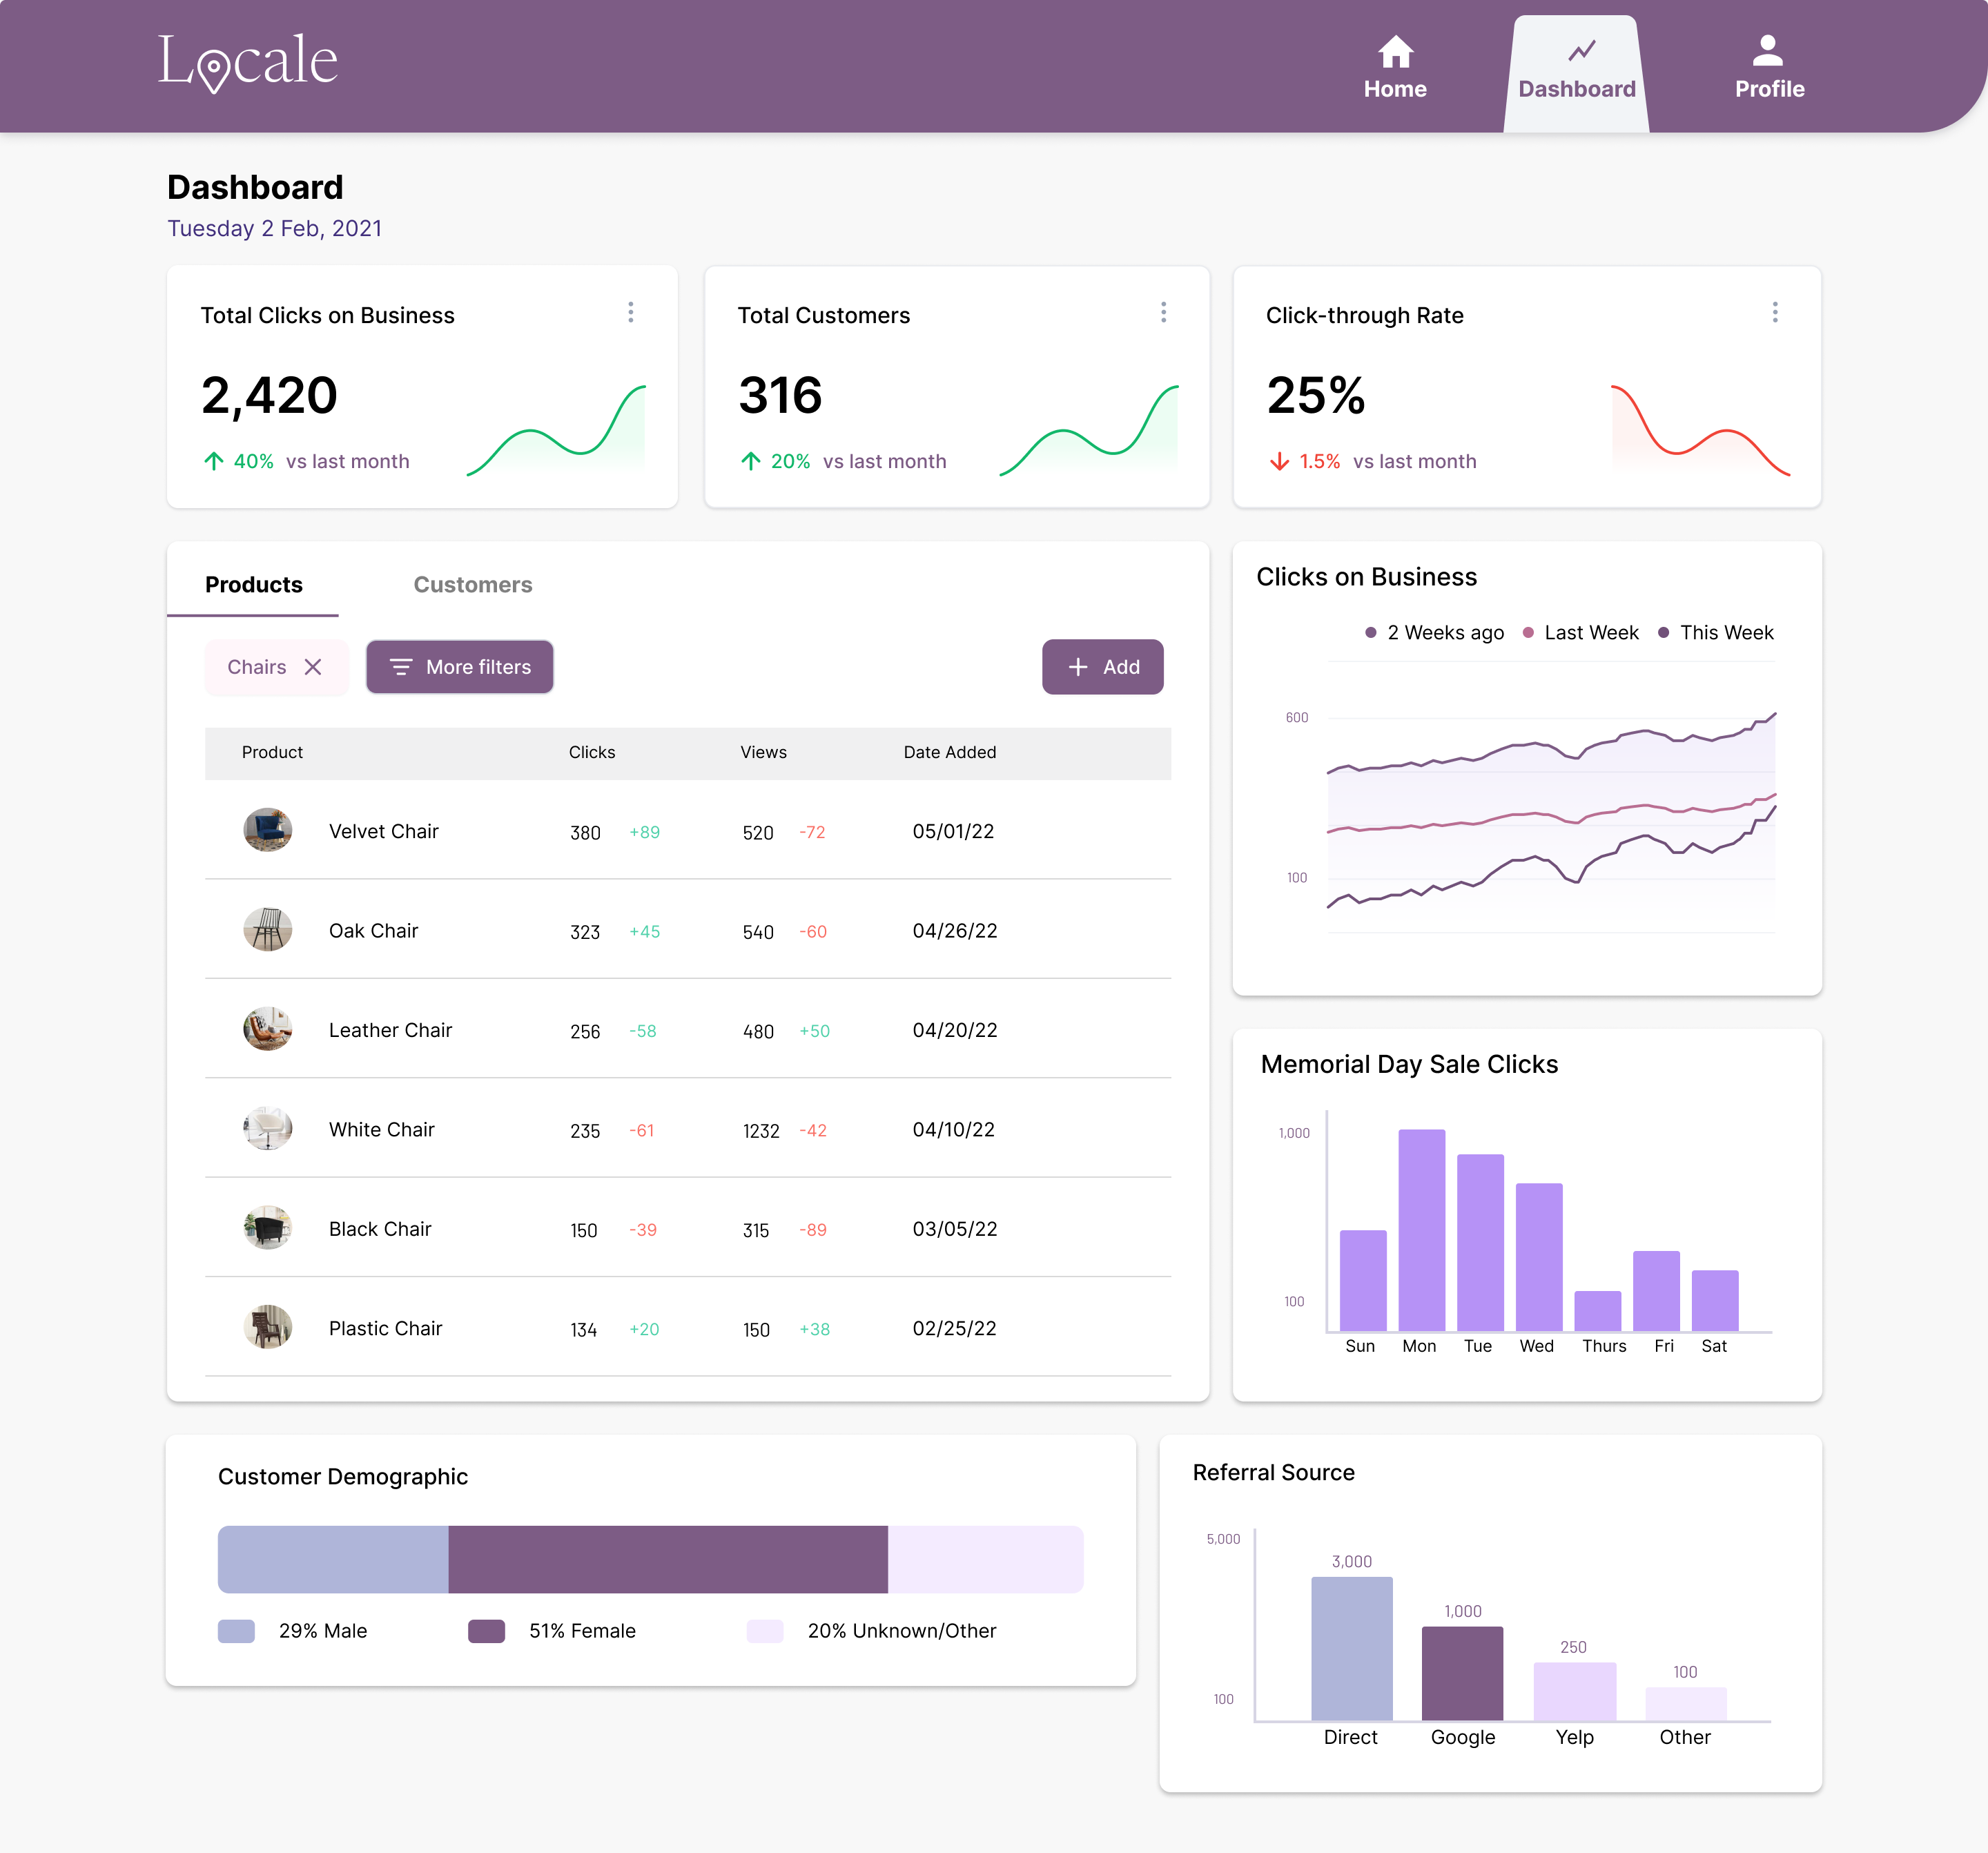 Locale
Home
Dashboard
Profile
Dashboard
Tuesday 2 Feb, 2021
Total Clicks on Business
2,420
40% vs last month
Total Customers
316
20% vs last month
Click-through Rate
25%
1.5% vs last month
Products Customers
Chairs More filters Add
Product Clicks Views Date Added
Velvet Chair 380 +89 520 -72 05/01/22
Oak Chair 323 +45 540 -60 04/26/22
Leather Chair 256 -58 480 +50 04/20/22
White Chair 235 -61 1232 -42 04/10/22
Black Chair 150 -39 315 -89 03/05/22
Plastic Chair 134 +20 150 +38 02/25/22
Clicks on Business
2 Weeks ago Last Week This Week
600
100
Memorial Day Sale Clicks
1,000
100
Sun Mon Tue Wed Thurs Fri Sat
Customer Demographic
29% Male 51% Female 20% Unknown/Other
Referral Source
5,000
3,000
1,000
250
100
100
Direct Google Yelp Other